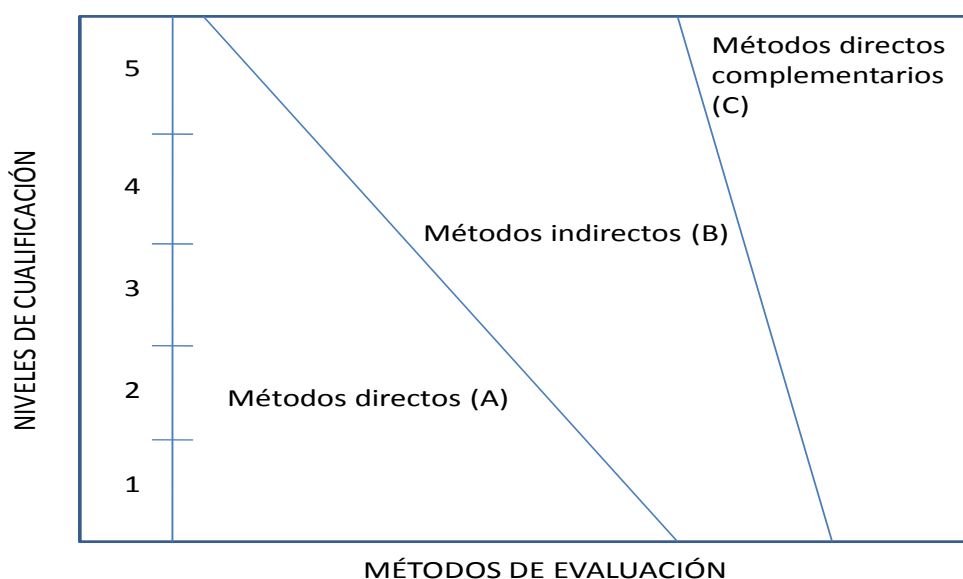 NIVELES DE CUALIFICACIÓN
5
4
3
2
1
Métodos directos
complementarios
(C)
Métodos indirectos (B)
Métodos directos (A)
MÉTODOS DE EVALUACIÓN